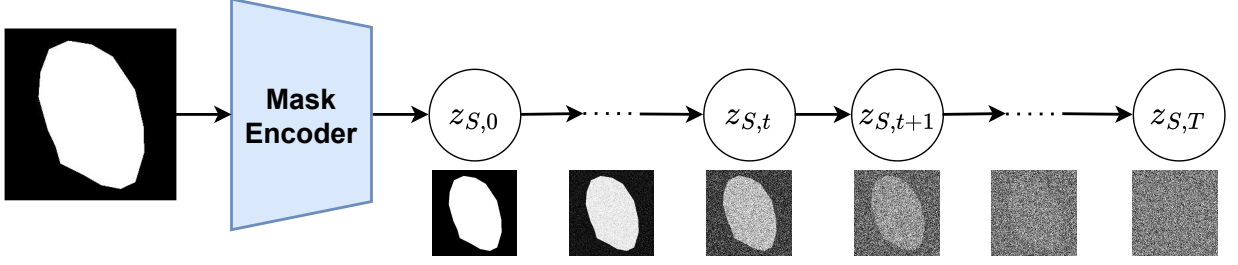 Mask
Encoder
z_{S,0}
......
z_{S,t}
z_{S,t+1}
......
z_{S,T}